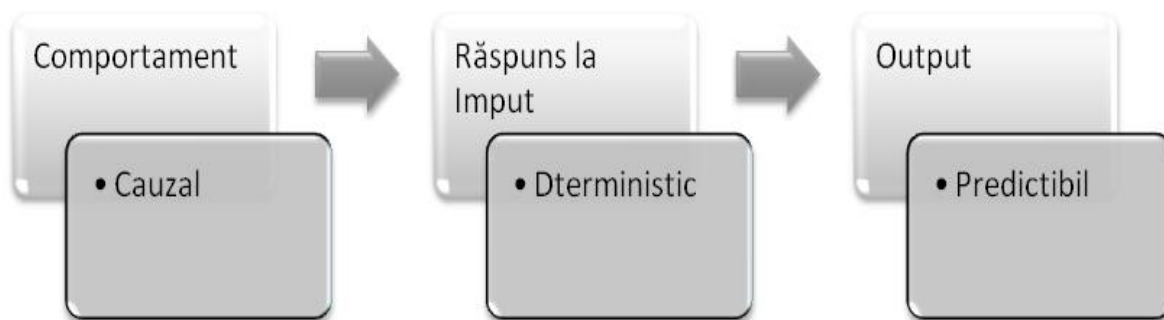 Comportament
• Cauzal
Răspuns la
Imput
• Dterministic
Output
• Predictibil